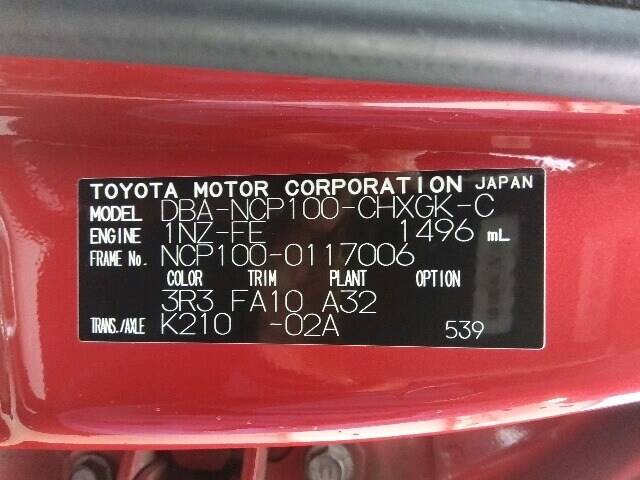 TOYOTA MOTOR CORPORATION JAPAN
MODEL DBA-NCP100-CHXGK-C
ENGINE 1NZ-FE 1496 mL
FRAME No. NCP100-0117006
COLOR TRIM PLANT OPTION
3R3 FA10 A32
TRANS./AXLE K210 -02A 539